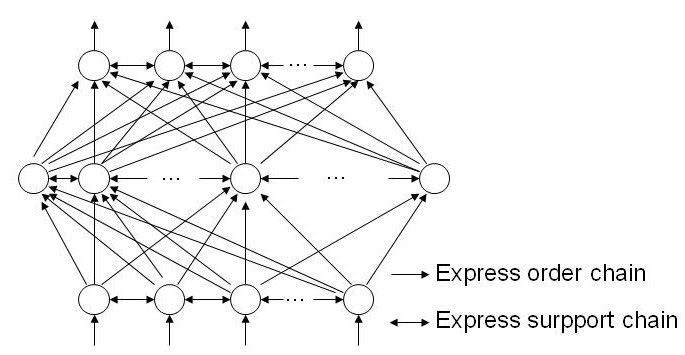 ...
... ...
...
Express order chain
Express surpport chain